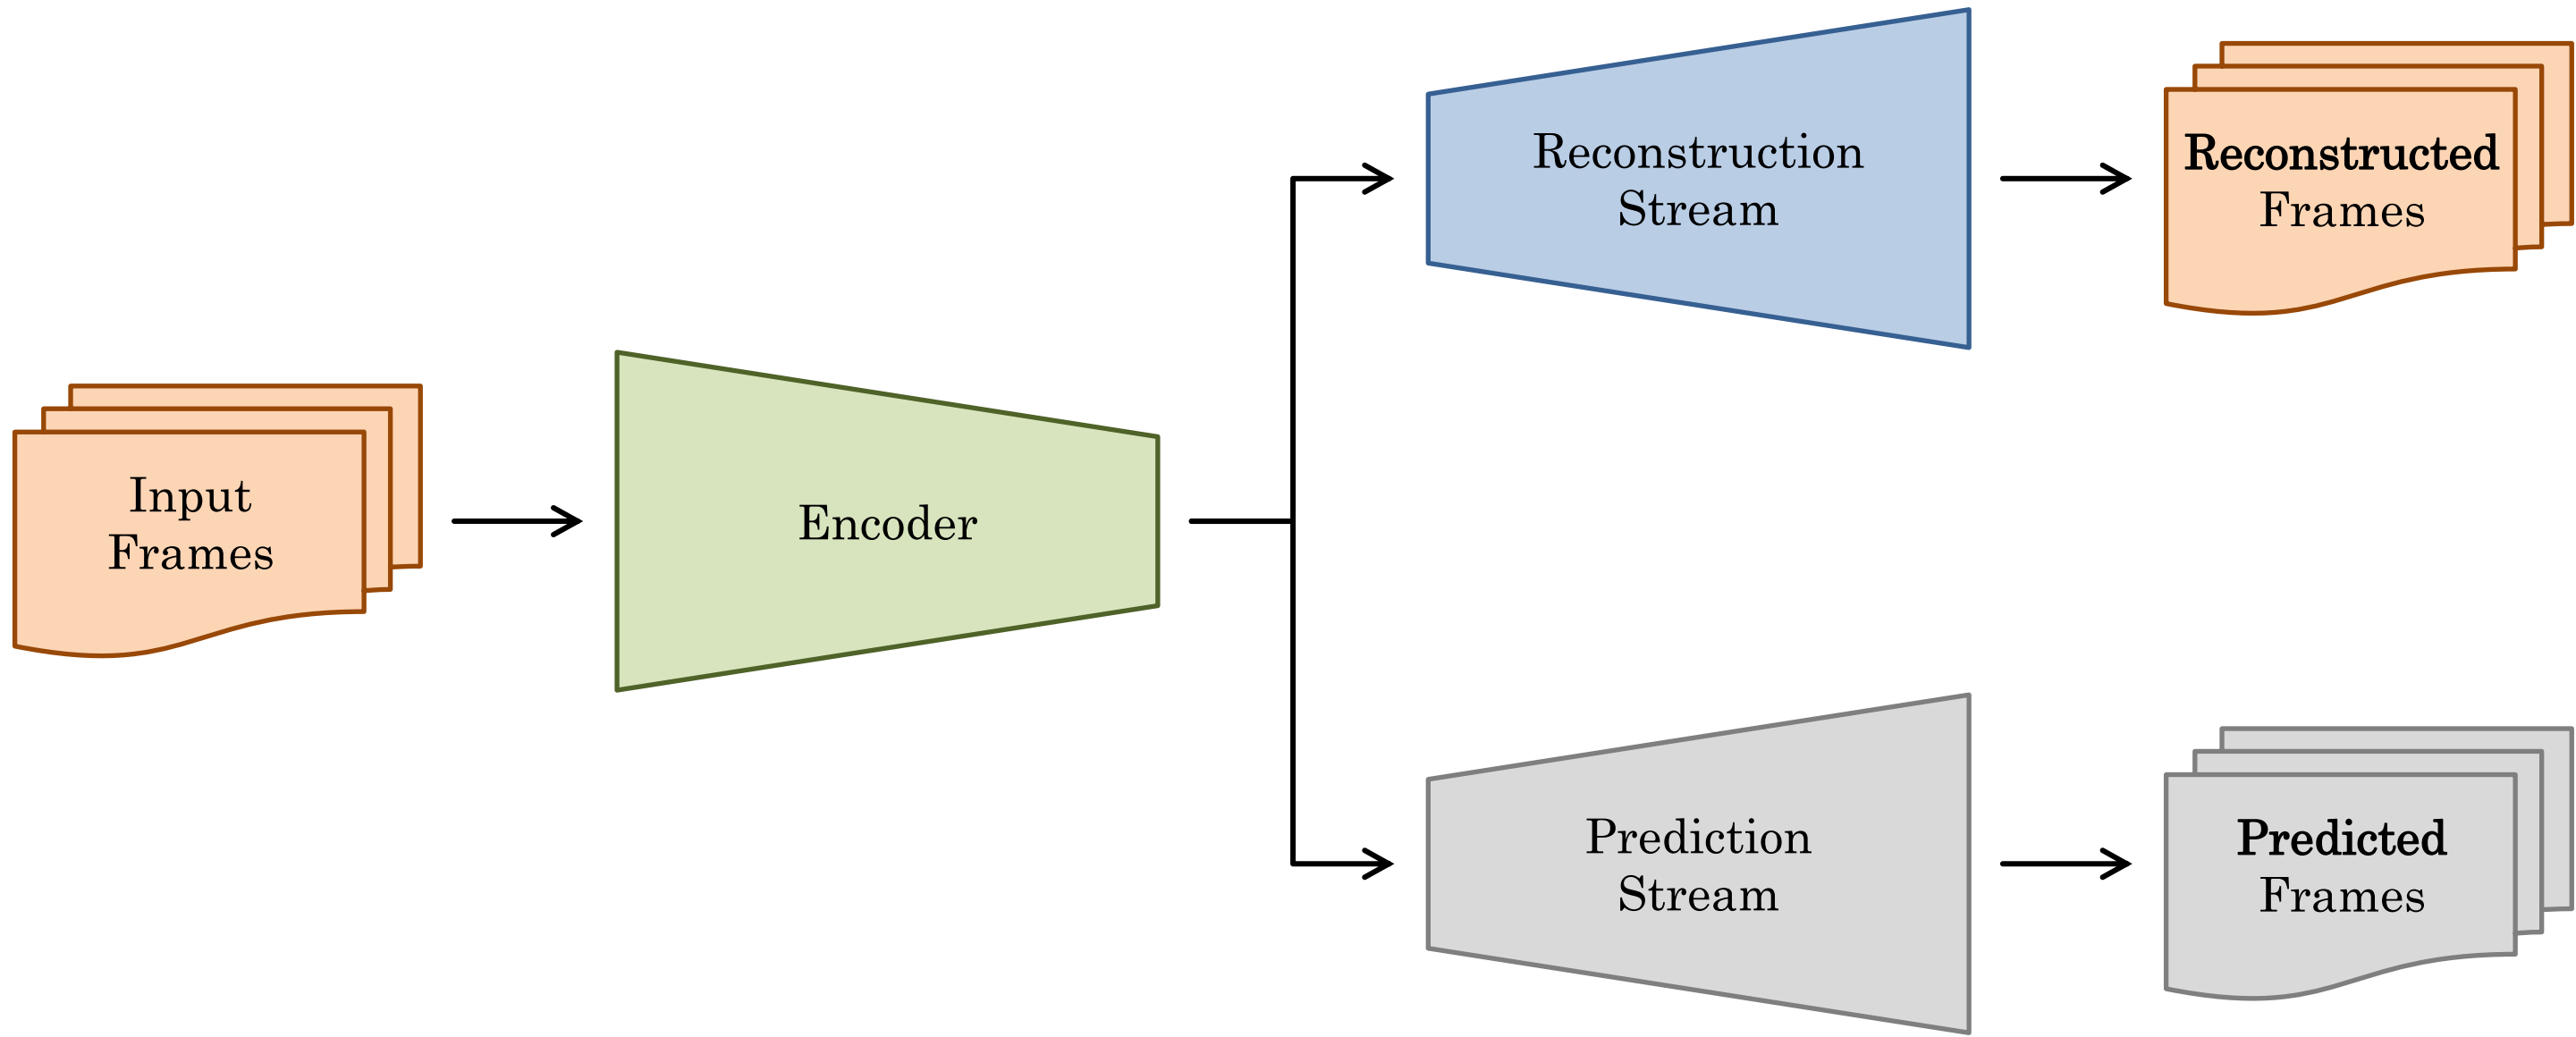 Input
Frames
Encoder
Reconstruction
Stream
Reconstructed
Frames
Prediction
Stream
Predicted
Frames